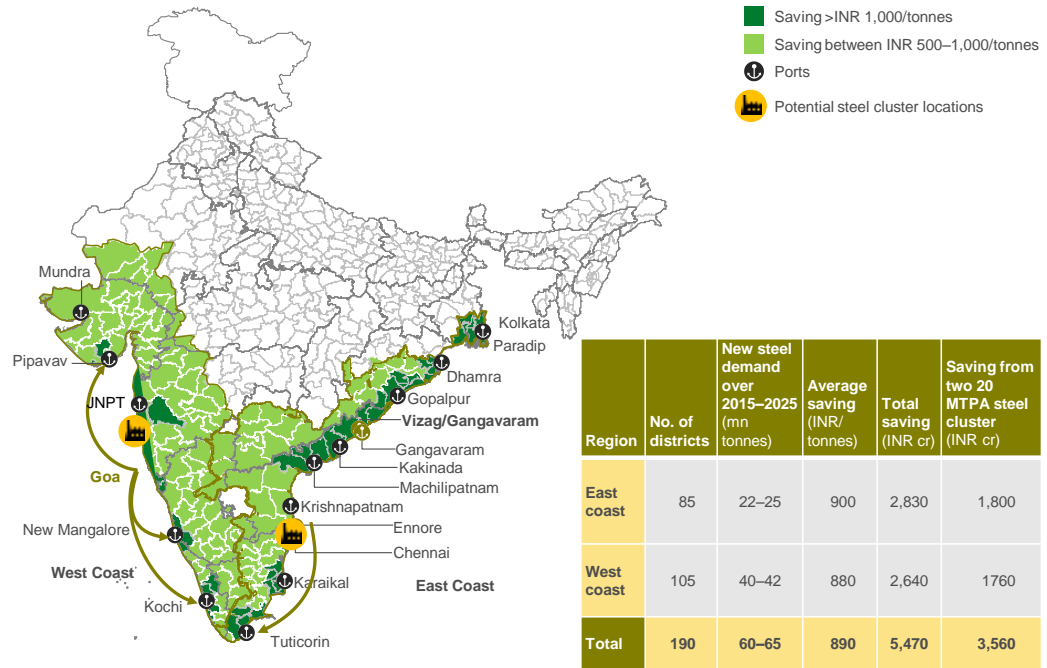 Saving >INR 1,000/tonnes
Saving between INR 500–1,000/tonnes
Ports
Potential steel cluster locations
Mundra
Pipavav
JNPT
Goa
New Mangalore
West Coast
Kochi
Kolkata
Paradip
Dhamra
Gopalpur
Vizag/Gangavaram
Gangavaram
Kakinada
Machilipatnam
Krishnapatnam
Ennore
Chennai
Karaikal
East Coast
Tuticorin
Region
No. of
districts
New steel
demand
over
2015–2025
(mn
tonnes)
Average
saving
(INR/
tonnes)
Total
saving
(INR cr)
Saving from
two 20
MTPA steel
cluster
(INR cr)
East
coast
85
22–25
900
2,830
1,800
West
coast
105
40–42
880
2,640
1760
Total
190
60–65
890
5,470
3,560